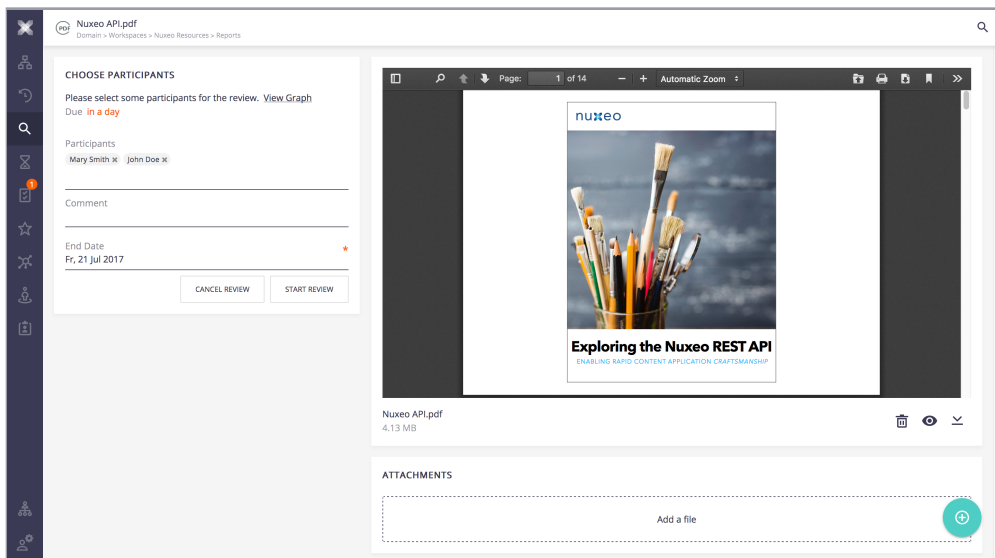 PDF
Nuxeo API.pdf
Domain > Workspaces > Nuxeo Resources > Reports
1
CHOOSE PARTICIPANTS
Please select some participants for the review. View Graph
Due in a day
Participants
Mary Smith × John Doe ×
Comment
End Date
*
Fr, 21 Jul 2017
CANCEL REVIEW
START REVIEW
Page: 1 of 14
Automatic Zoom
nuxeo
Exploring the Nuxeo REST API
ENABLING RAPID CONTENT APPLICATION CRAFTSMANSHIP
Nuxeo API.pdf
4.13 MB
ATTACHMENTS
Add a file